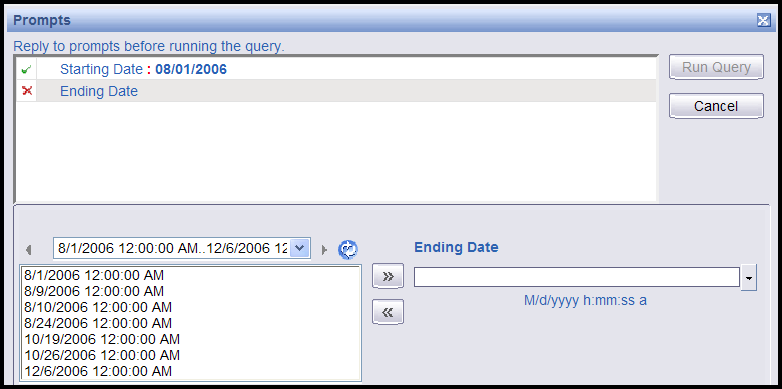 Prompts
Reply to prompts before running the query.
Starting Date : 08/01/2006
Run Query
Ending Date
Cancel
8/1/2006 12:00:00 AM..12/6/2006 12
Ending Date
8/1/2006 12:00:00 AM
8/9/2006 12:00:00 AM
8/10/2006 12:00:00 AM
8/24/2006 12:00:00 AM
10/19/2006 12:00:00 AM
10/26/2006 12:00:00 AM
12/6/2006 12:00:00 AM
M/d/yyyy h:mm:ss a